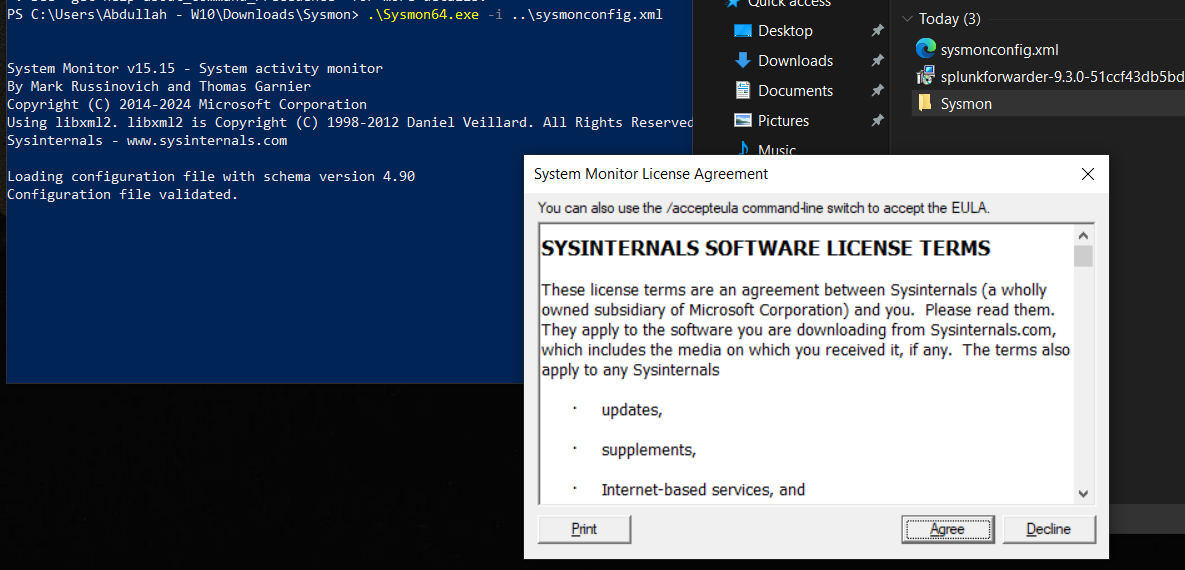 PS C:\Users\Abdullah - W10\Downloads\Sysmon> .\Sysmon64.exe -i ..\sysmonconfig.xml
System Monitor v15.15 - System activity monitor
By Mark Russinovich and Thomas Garnier
Copyright (C) 2014-2024 Microsoft Corporation
Using libxml2. libxml2 is Copyright (C) 1998-2012 Daniel Veillard. All Rights Reserved
Sysinternals - www.sysinternals.com
Loading configuration file with schema version 4.90
Configuration file validated.
Quick access
Desktop
Downloads
Documents
Pictures
Music
Today (3)
sysmonconfig.xml
splunkforwarder-9.3.0-51ccf43db5bd
Sysmon
System Monitor License Agreement
You can also use the /accepteula command-line switch to accept the EULA.
SYSINTERNALS SOFTWARE LICENSE TERMS
These license terms are an agreement between Sysinternals (a wholly
owned subsidiary of Microsoft Corporation) and you. Please read them.
They apply to the software you are downloading from Sysinternals.com,
which includes the media on which you received it, if any. The terms also
apply to any Sysinternals
· updates,
· supplements,
· Internet-based services, and
Print
Agree
Decline